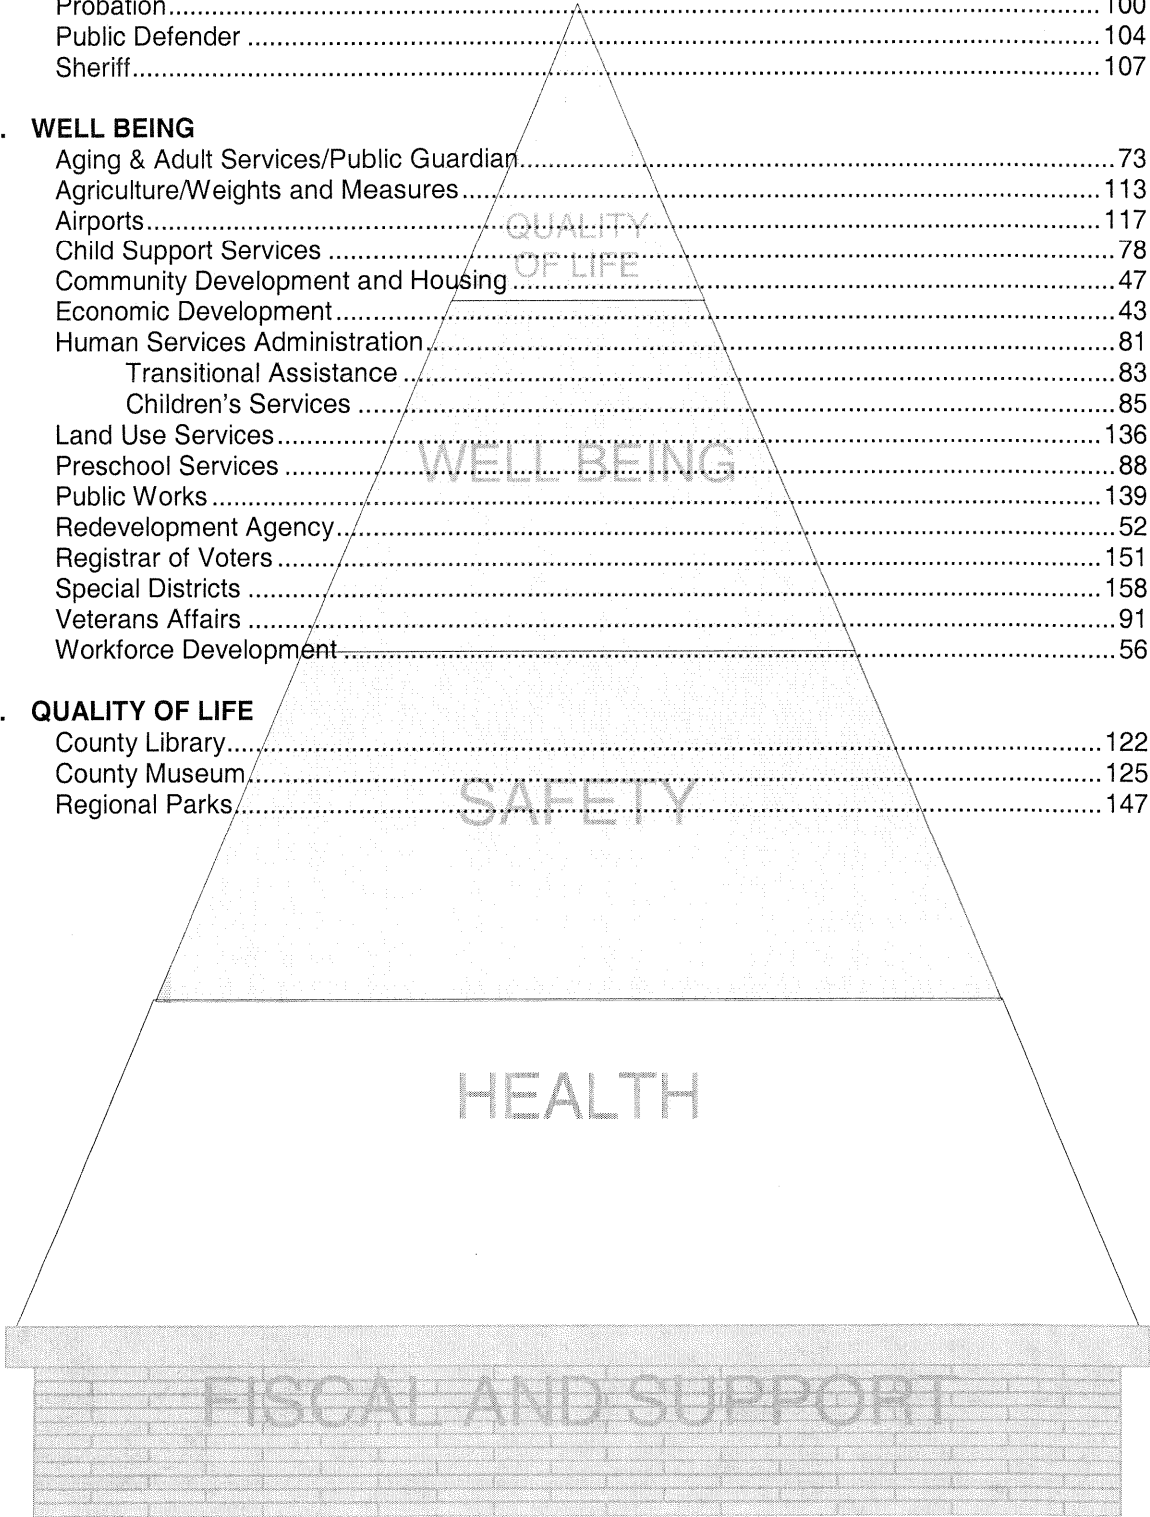 Probation 100
Public Defender 104
Sheriff 107
. WELL BEING
Aging & Adult Services/Public Guardian 73
Agriculture/Weights and Measures 113
Airports 117
Child Support Services 78
Community Development and Housing 47
Economic Development 43
Human Services Administration 81
Transitional Assistance 83
Children's Services 85
Land Use Services 136
Preschool Services 88
Public Works 139
Redevelopment Agency 52
Registrar of Voters 151
Special Districts 158
Veterans Affairs 91
Workforce Development 56
. QUALITY OF LIFE
County Library 122
County Museum 125
Regional Parks 147
QUALITY
OF LIFE
WELL BEING
SAFETY
HEALTH
FISCAL AND SUPPORT